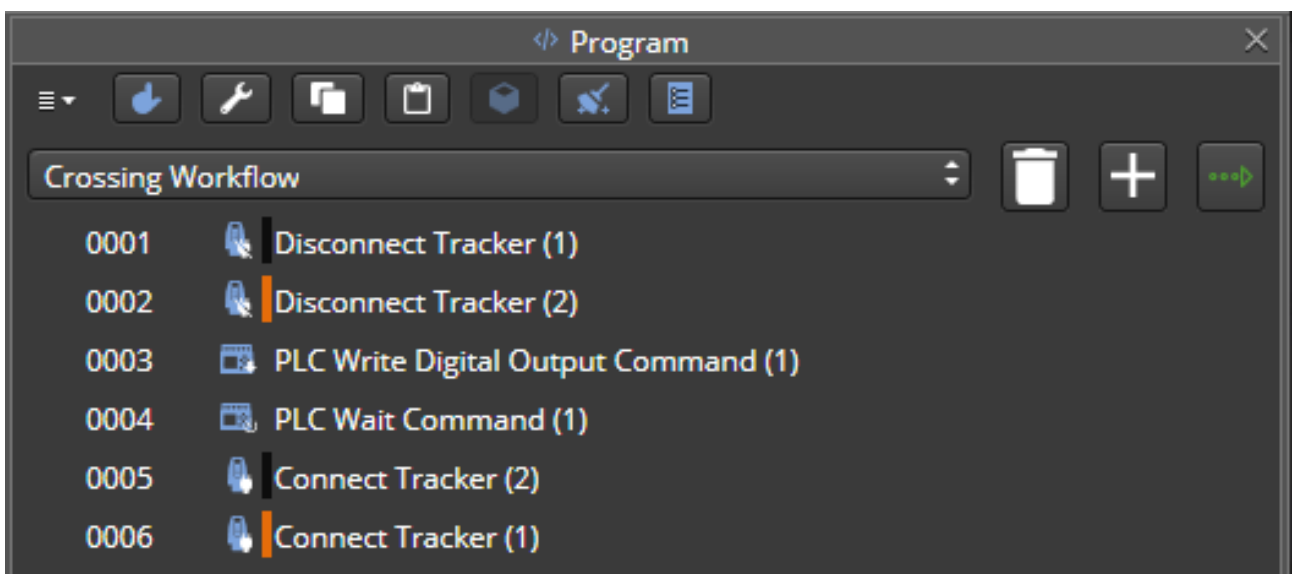 Program
Crossing Workflow
0001 Disconnect Tracker (1)
0002 Disconnect Tracker (2)
0003 PLC Write Digital Output Command (1)
0004 PLC Wait Command (1)
0005 Connect Tracker (2)
0006 Connect Tracker (1)